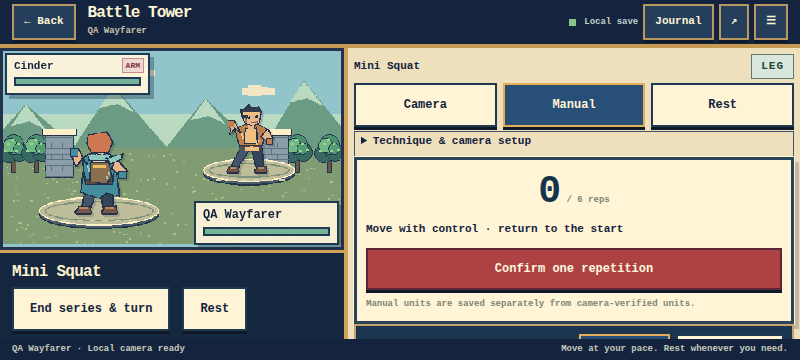 ← Back
Battle Tower
QA Wayfarer
Local save
Journal
↗
☰
Cinder
ARM
QA Wayfarer
Mini Squat
End series & turn
Rest
Mini Squat
LEG
Camera
Manual
Rest
▶ Technique & camera setup
0 / 6 reps
Move with control · return to the start
Confirm one repetition
Manual units are saved separately from camera-verified units.
QA Wayfarer · Local camera ready
Move at your pace. Rest whenever you need.